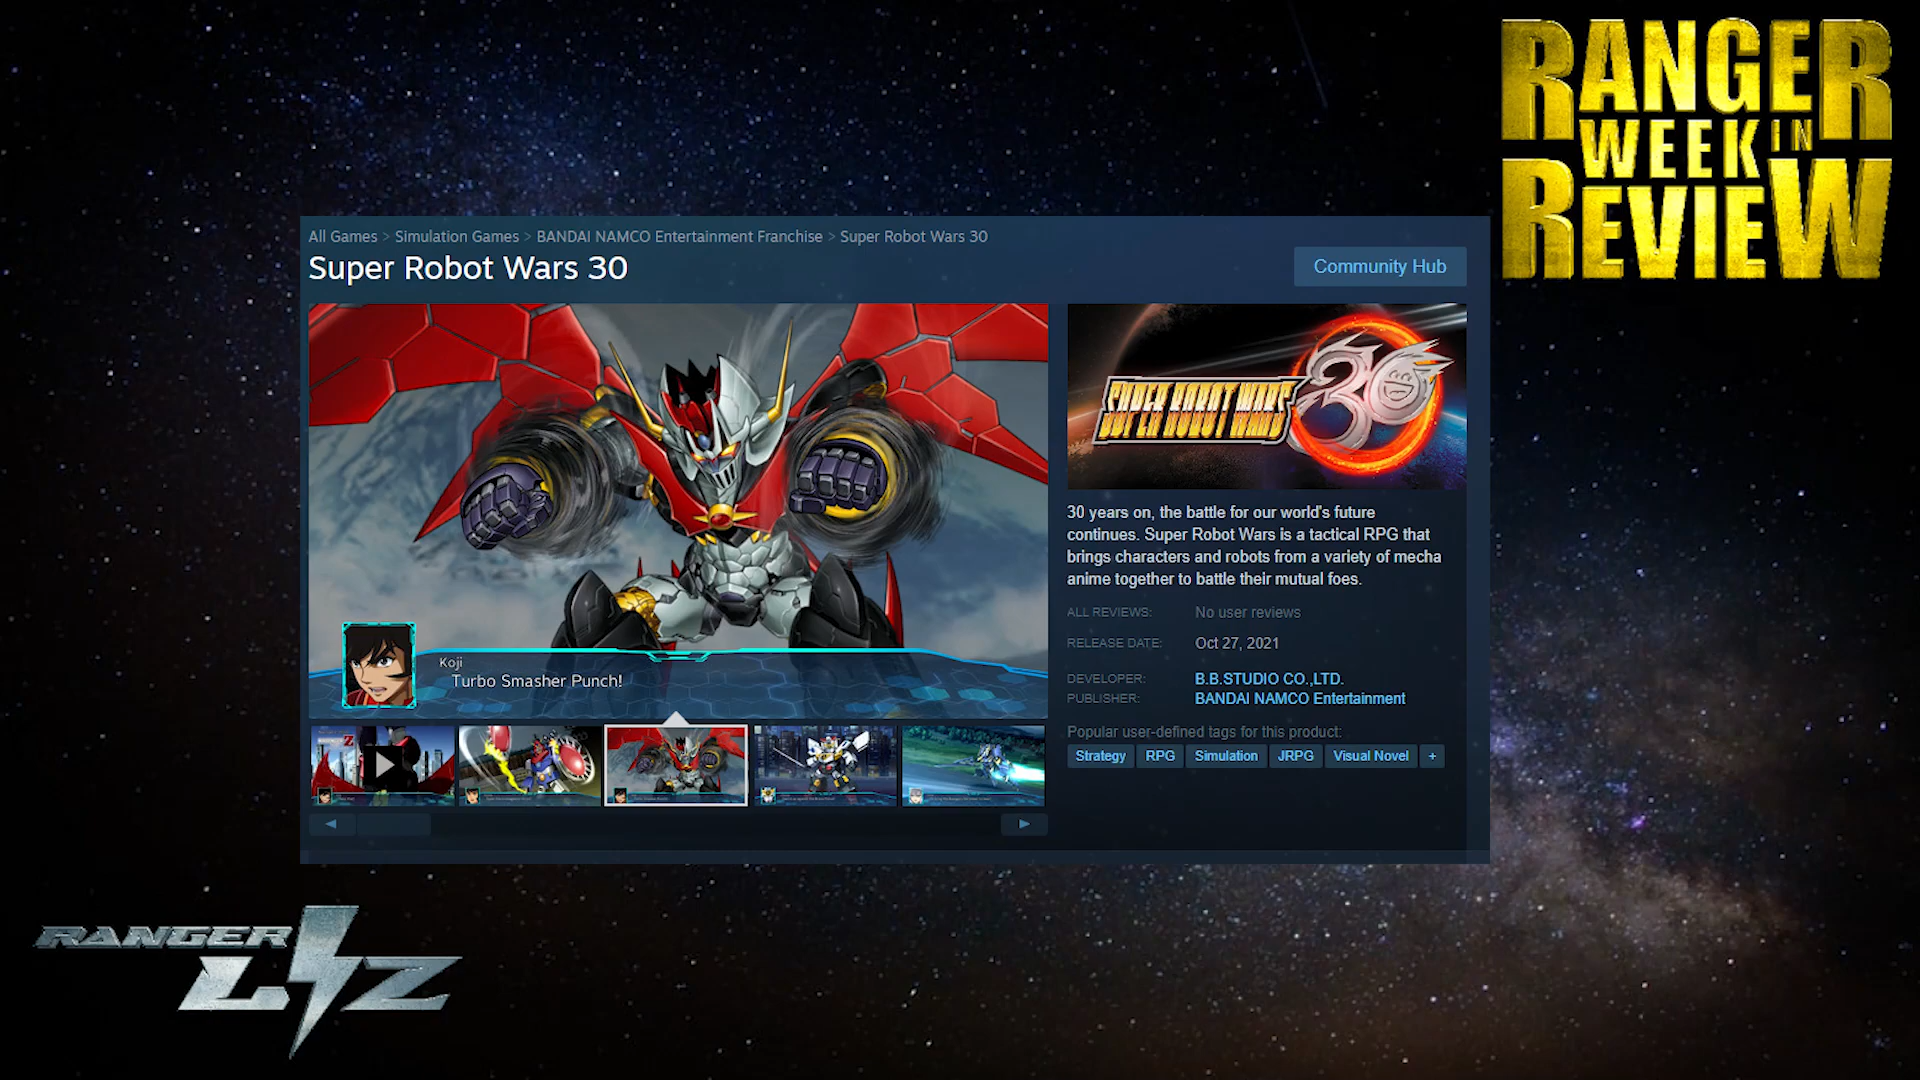 RANGER
WEEK IN
REVIEW
All Games > Simulation Games > BANDAI NAMCO Entertainment Franchise > Super Robot Wars 30
Super Robot Wars 30
Community Hub
SUPER ROBOT WARS 30
30 years on, the battle for our world's future
continues. Super Robot Wars is a tactical RPG that
brings characters and robots from a variety of mecha
anime together to battle their mutual foes.
ALL REVIEWS: No user reviews
RELEASE DATE: Oct 27, 2021
DEVELOPER: B.B.STUDIO CO.,LTD.
PUBLISHER: BANDAI NAMCO Entertainment
Popular user-defined tags for this product:
Strategy RPG Simulation JRPG Visual Novel +
Koji
Turbo Smasher Punch!
RANGER
LIZ